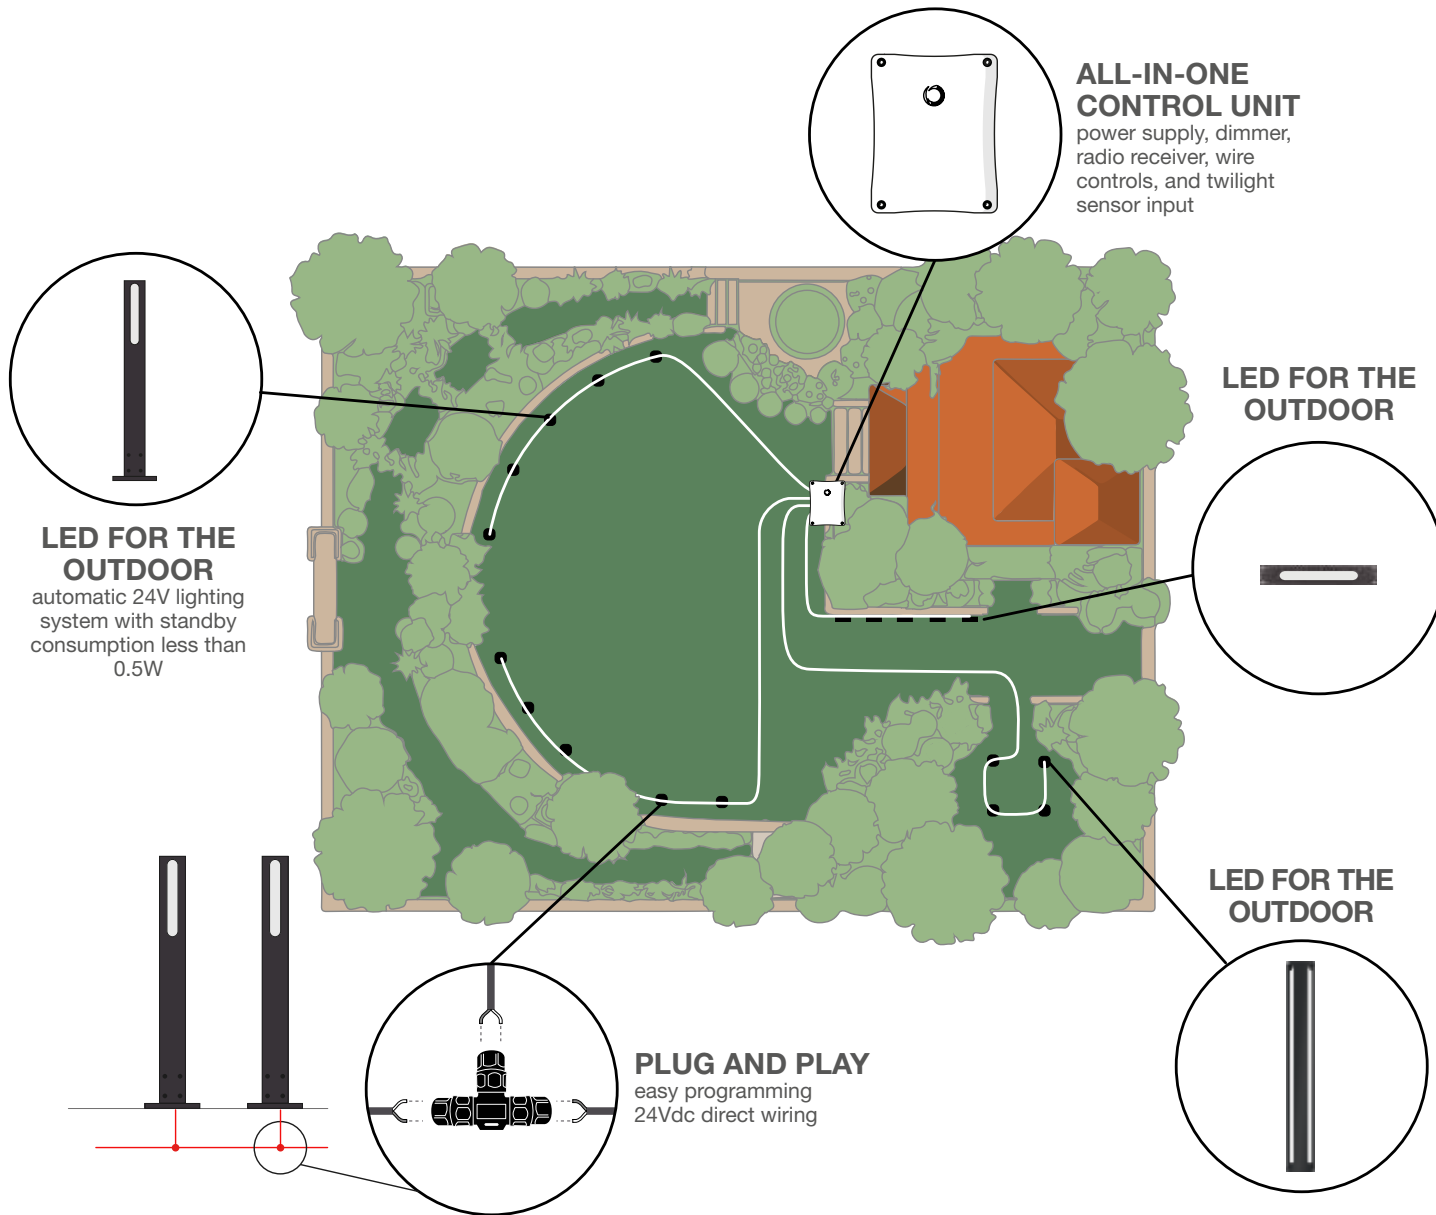 ALL-IN-ONE
CONTROL UNIT
power supply, dimmer,
radio receiver, wire
controls, and twilight
sensor input
LED FOR THE
OUTDOOR
LED FOR THE
OUTDOOR
automatic 24V lighting
system with standby
consumption less than
0.5W
LED FOR THE
OUTDOOR
PLUG AND PLAY
easy programming
24Vdc direct wiring